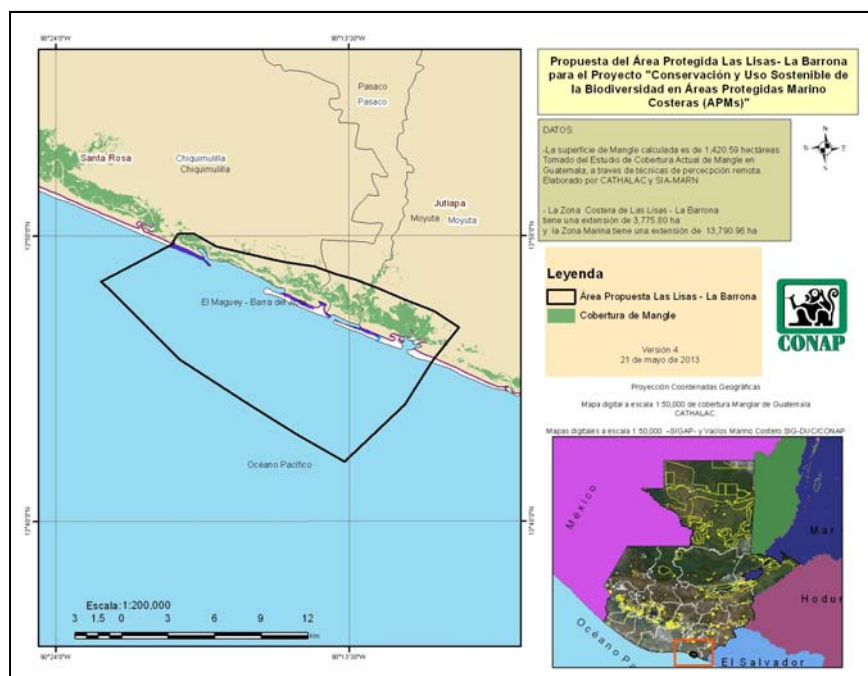 90°24'0"W
90°13'30"W
Pasaco
Pasaco
Santa Rosa
Chiquimulilla
Chiquimulilla
Jutiapa
Moyuta
Moyuta
13°50'0"N
13°50'0"N
El Maguey - Barra del
Océano Pacífico
13°40'0"N
13°40'0"N
Escala:1:200,000
3 1.5 0 3 6 9 12
km
90°24'0"W
90°13'30"W
Propuesta del Área Protegida Las Lisas- La Barrona
para el Proyecto "Conservación y Uso Sostenible
de la Biodiversidad en Áreas Protegidas Marino
Costeras (APMs)"
DATOS:
-La superficie de Mangle calculada es de 1,420.59 hectáreas.
Tomado del Estudio de Cobertura Actual de Mangle en
Guatemala, a traves de técnicas de percecpción remota.
Elaborado por CATHALAC y SIA-MARN.
- La Zona Costera de Las Lisas - La Barrona
tiene una extensión de 3,775.80 ha
y la Zona Marina tiene una extensión de 13,790.96 ha
N
W E
S
Leyenda
Área Propuesta Las Lisas - La Barrona
Cobertura de Mangle
Versión 4
21 de mayo de 2013
CONAP
Proyección Coordenadas Geográficas
Mapa digital a escala 1:50,000 de cobertura Manglar de Guatemala
CATHALAC.
Mapas digitales a escala 1:50,000 –SIGAP- y Vacíos Marino Costero SIG-DUC/CONAP
México
Mar
Hodur
Océano Pa
El Salvador